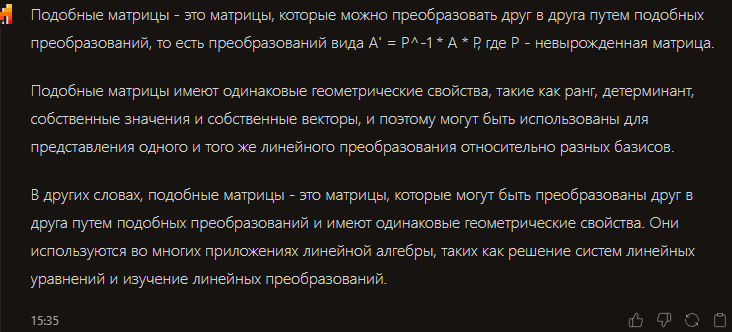 Подобные матрицы - это матрицы, которые можно преобразовать друг в друга путем подобных
преобразований, то есть преобразований вида A' = P^-1 * A * P, где P - невырожденная матрица.
Подобные матрицы имеют одинаковые геометрические свойства, такие как ранг, детерминант,
собственные значения и собственные векторы, и поэтому могут быть использованы для
представления одного и того же линейного преобразования относительно разных базисов.
В других словах, подобные матрицы - это матрицы, которые могут быть преобразованы друг в
друга путем подобных преобразований и имеют одинаковые геометрические свойства. Они
используются во многих приложениях линейной алгебры, таких как решение систем линейных
уравнений и изучение линейных преобразований.
15:35